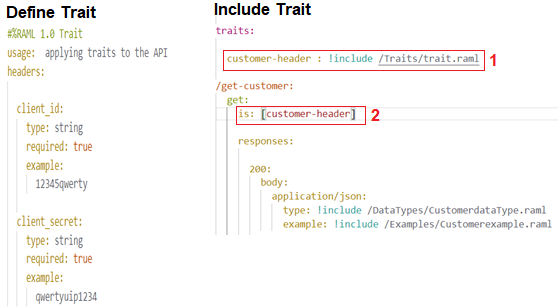 Define Trait
#%RAML 1.0 Trait
usage: applying traits to the API
headers:
client_id:
type: string
required: true
example:
12345qwerty
client_secret:
type: string
required: true
example:
qwertyuip1234
Include Trait
traits:
customer-header : !include /Traits/trait.raml 1
/get-customer:
get:
is: [customer-header] 2
responses:
200:
body:
application/json:
type: !include /DataTypes/CustomerdataType.raml
example: !include /Examples/Customerexample.raml